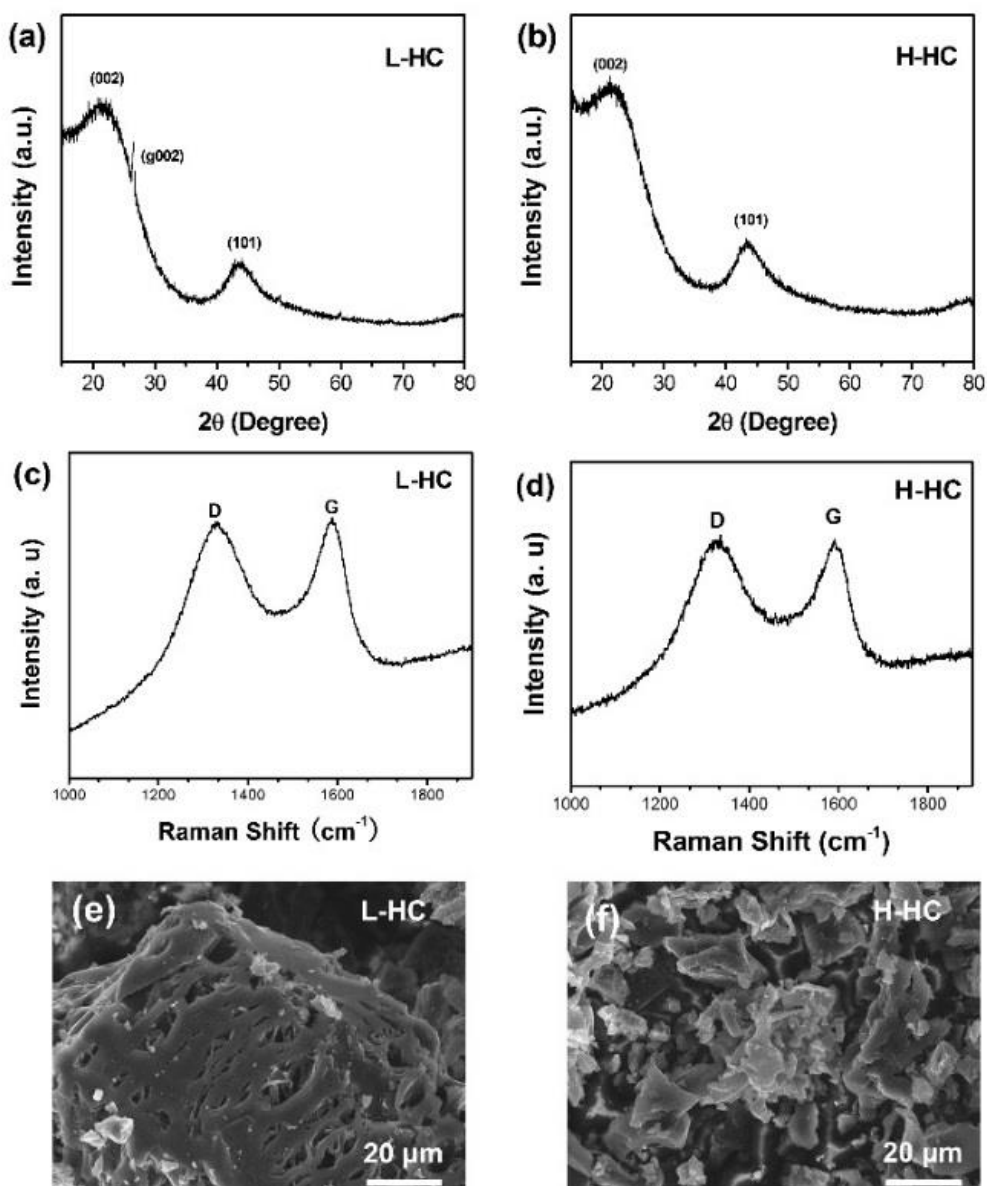 (a)
L-HC
(002)
(g002)
(101)
Intensity (a.u.)
20 30 40 50 60 70 80
2θ (Degree)
(b)
H-HC
(002)
(101)
Intensity (a.u.)
20 30 40 50 60 70 80
2θ (Degree)
(c)
L-HC
D
G
Intensity (a. u)
1000 1200 1400 1600 1800
Raman Shift (cm⁻¹)
(d)
H-HC
D
G
Intensity (a. u)
1000 1200 1400 1600 1800
Raman Shift (cm⁻¹)
(e)
L-HC
20 μm
(f)
H-HC
20 μm